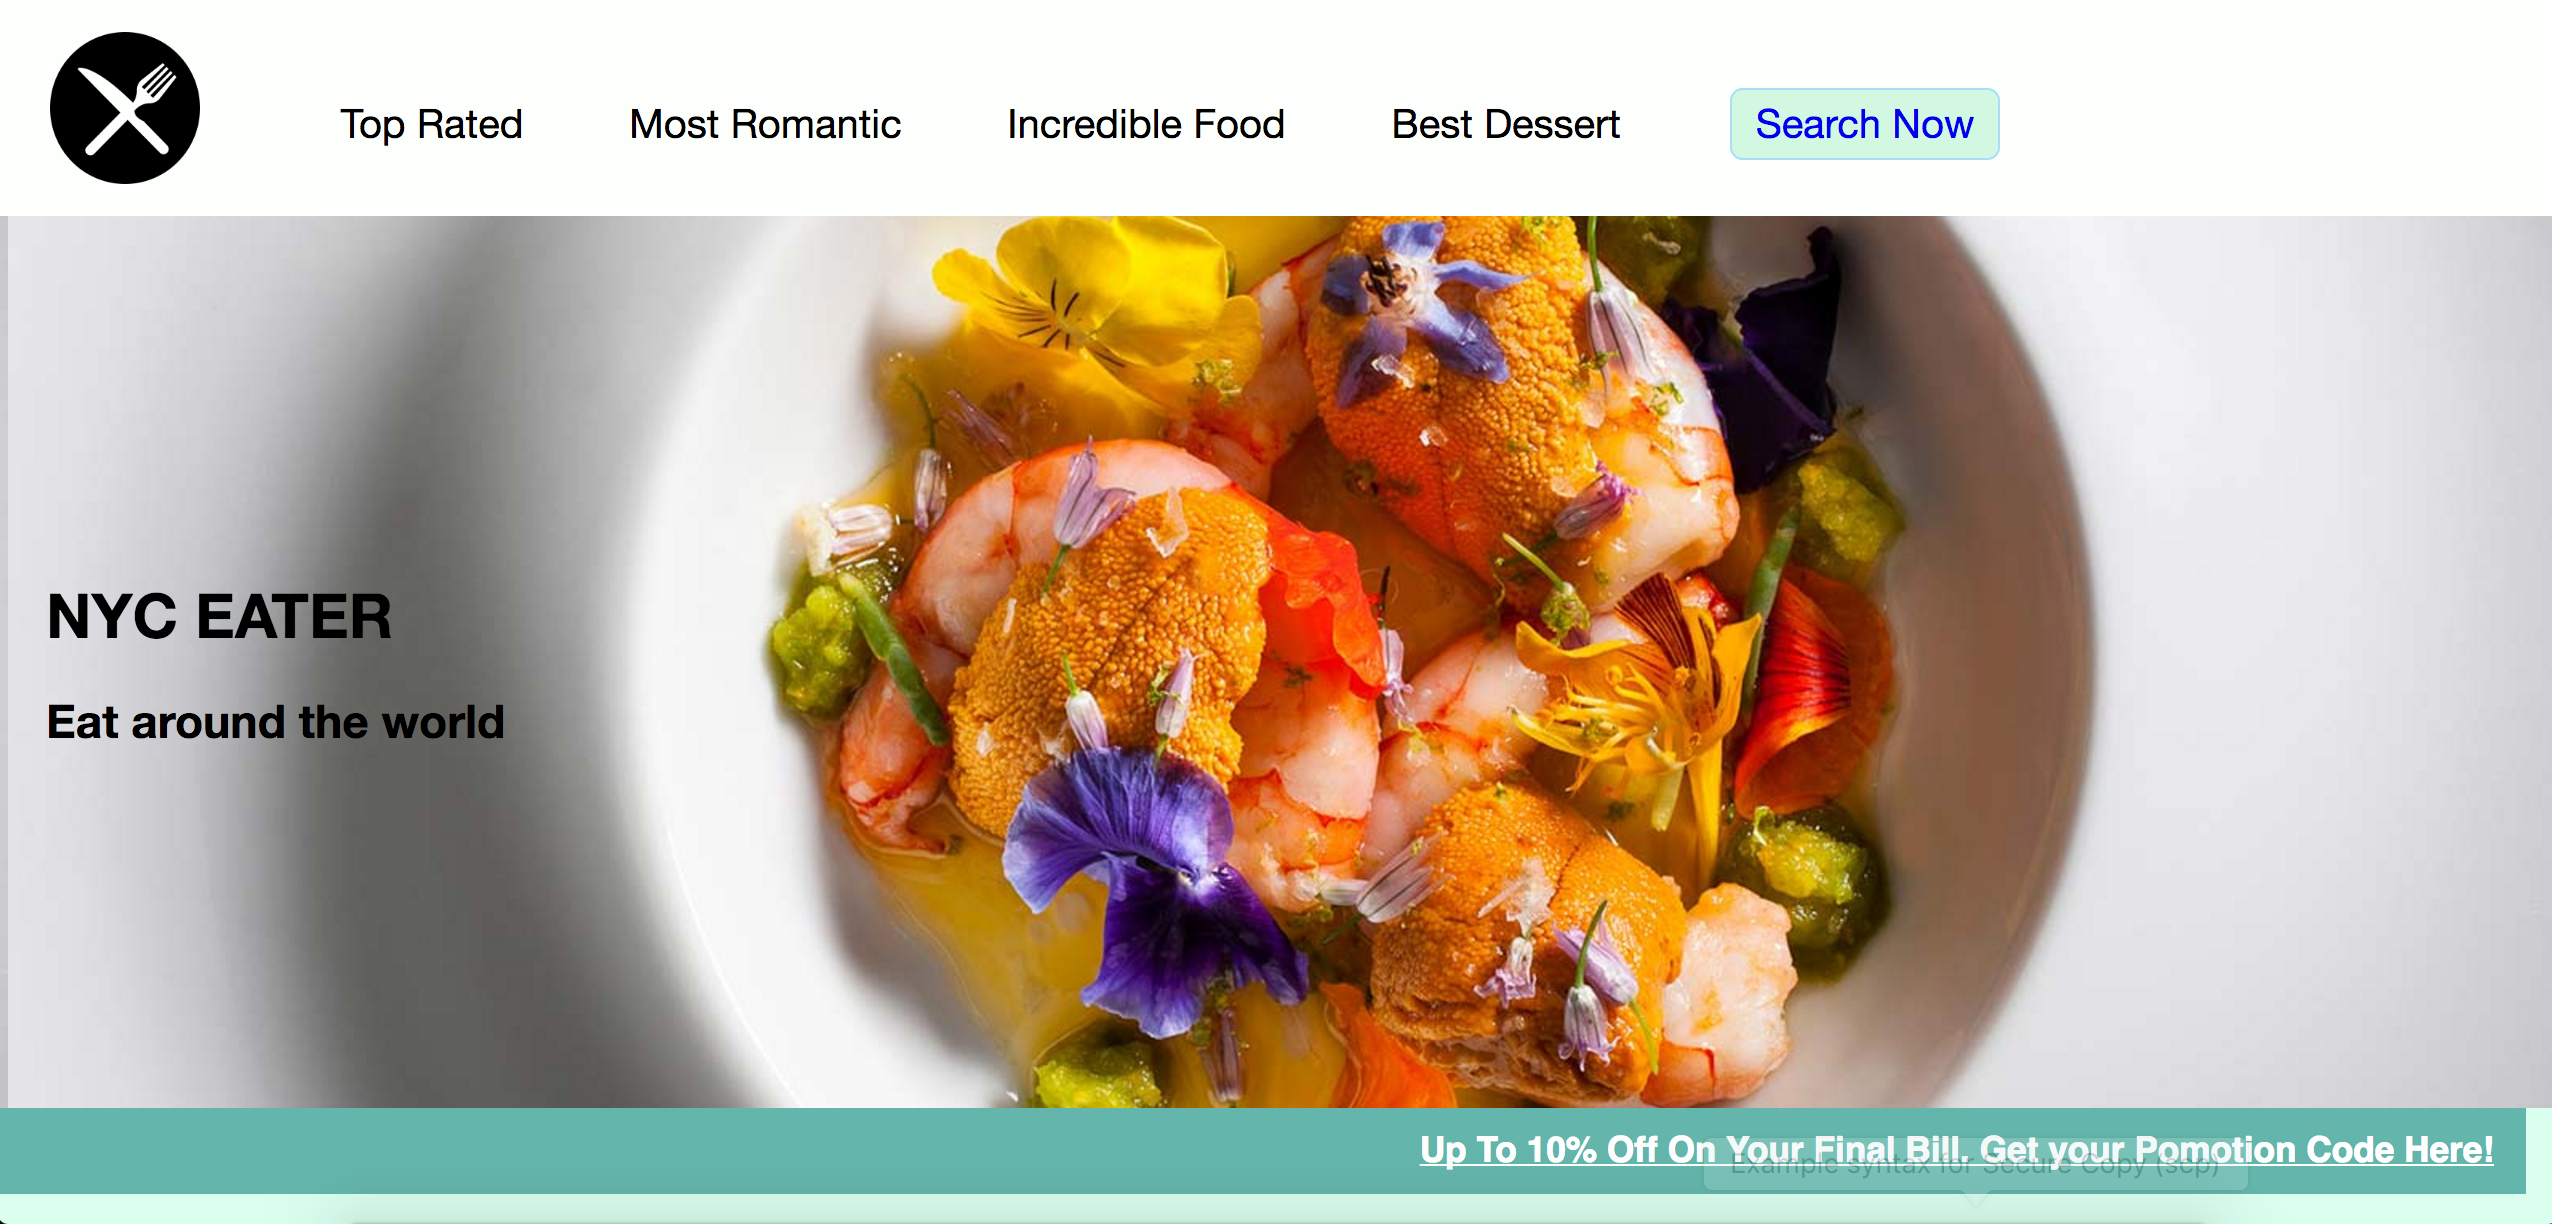 Top Rated
Most Romantic
Incredible Food
Best Dessert
Search Now
NYC EATER
Eat around the world
Up To 10% Off On Your Final Bill. Get your Pomotion Code Here!
Example syntax for Secure Copy (scp)